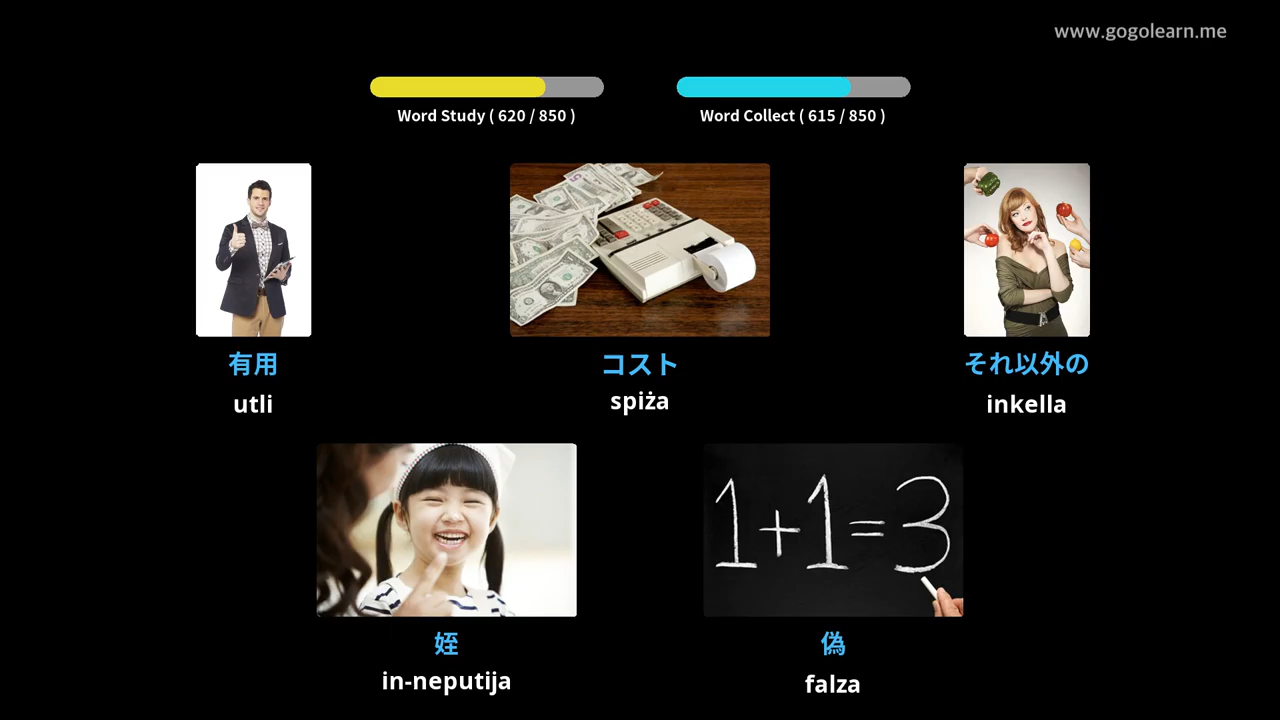 www.gogolearn.me
Word Study ( 620 / 850 )
Word Collect ( 615 / 850 )
有用
utli
コスト
spiża
それ以外の
inkella
1+1=3
姪
in-neputija
偽
falza